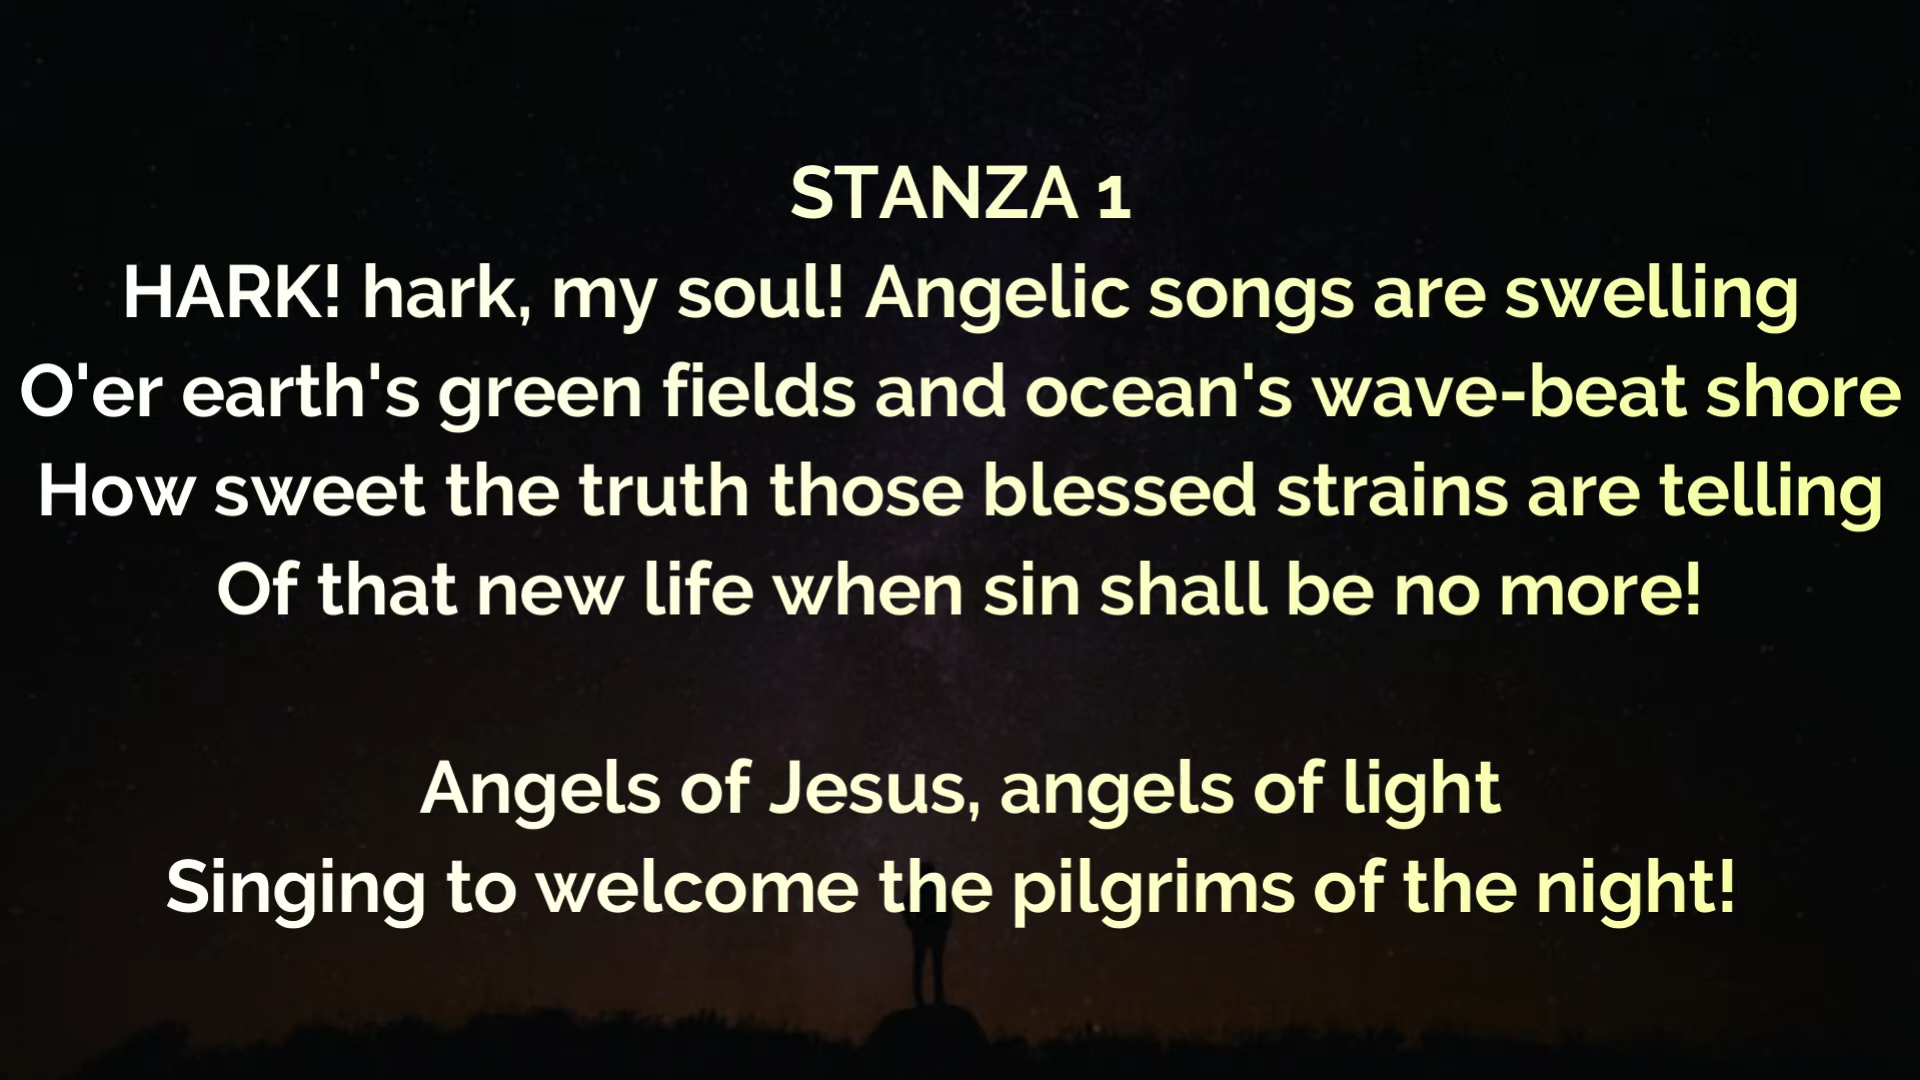 STANZA 1
HARK! hark, my soul! Angelic songs are swelling
O'er earth's green fields and ocean's wave-beat shore
How sweet the truth those blessed strains are telling
Of that new life when sin shall be no more!
Angels of Jesus, angels of light
Singing to welcome the pilgrims of the night!